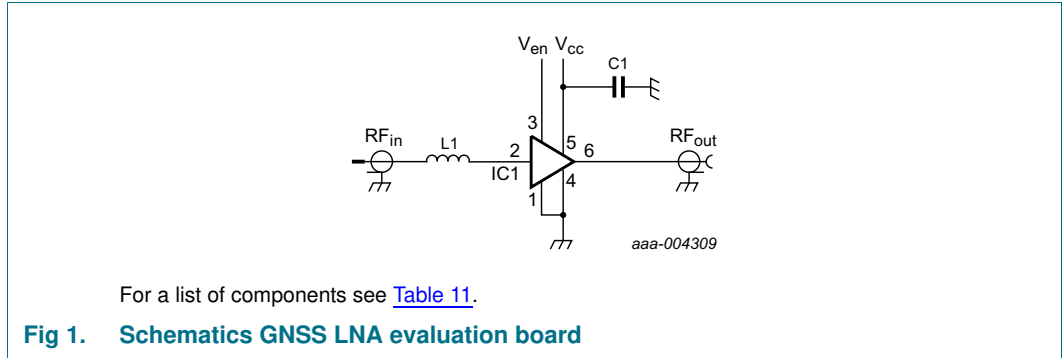 Ven Vcc
C1
3
RFin
L1
2
5
6
RFout
IC1
1
4
aaa-004309
For a list of components see Table 11.
Fig 1. Schematics GNSS LNA evaluation board